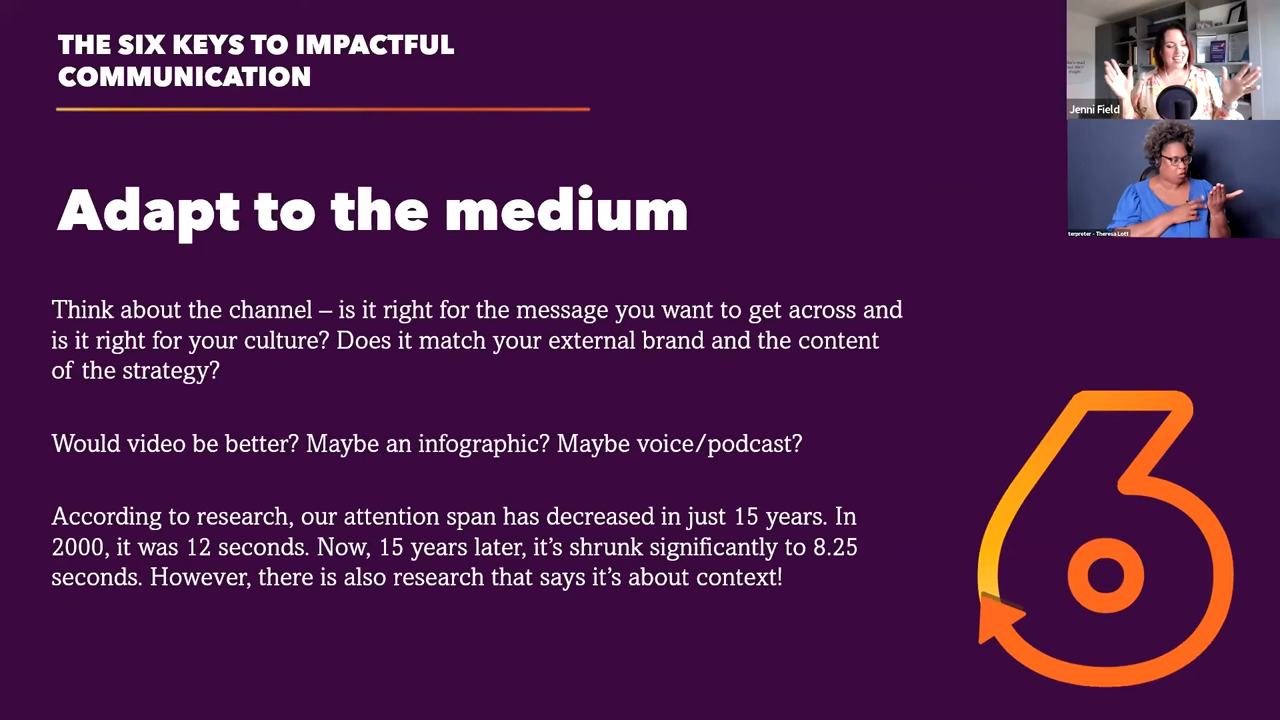 THE SIX KEYS TO IMPACTFUL
COMMUNICATION
Adapt to the medium
Think about the channel – is it right for the message you want to get across and
is it right for your culture? Does it match your external brand and the content
of the strategy?
Would video be better? Maybe an infographic? Maybe voice/podcast?
According to research, our attention span has decreased in just 15 years. In
2000, it was 12 seconds. Now, 15 years later, it’s shrunk significantly to 8.25
seconds. However, there is also research that says it’s about context!
6
Jenni Field
terpreter - Theresa Lott